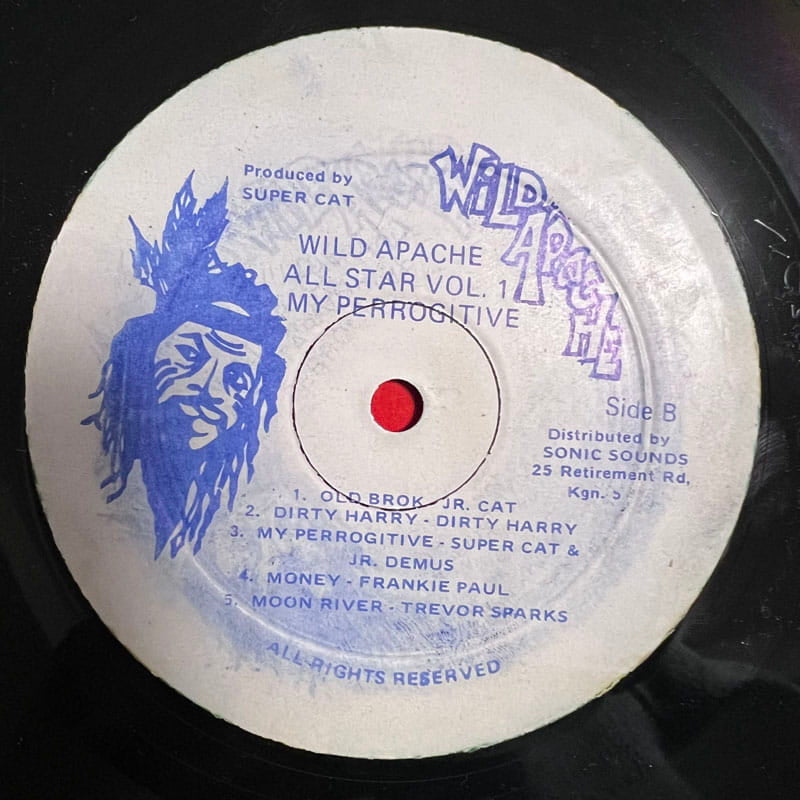 Produced by
SUPER CAT
WILD APACHE
WILD APACHE
ALL STAR VOL. 1
MY PERROGITIVE
Side B
Distributed by
SONIC SOUNDS
25 Retirement Rd,
Kgn. 5
1. OLD BROK - JR. CAT
2. DIRTY HARRY - DIRTY HARRY
3. MY PERROGITIVE - SUPER CAT &
JR. DEMUS
4. MONEY - FRANKIE PAUL
5. MOON RIVER - TREVOR SPARKS
ALL RIGHTS RESERVED